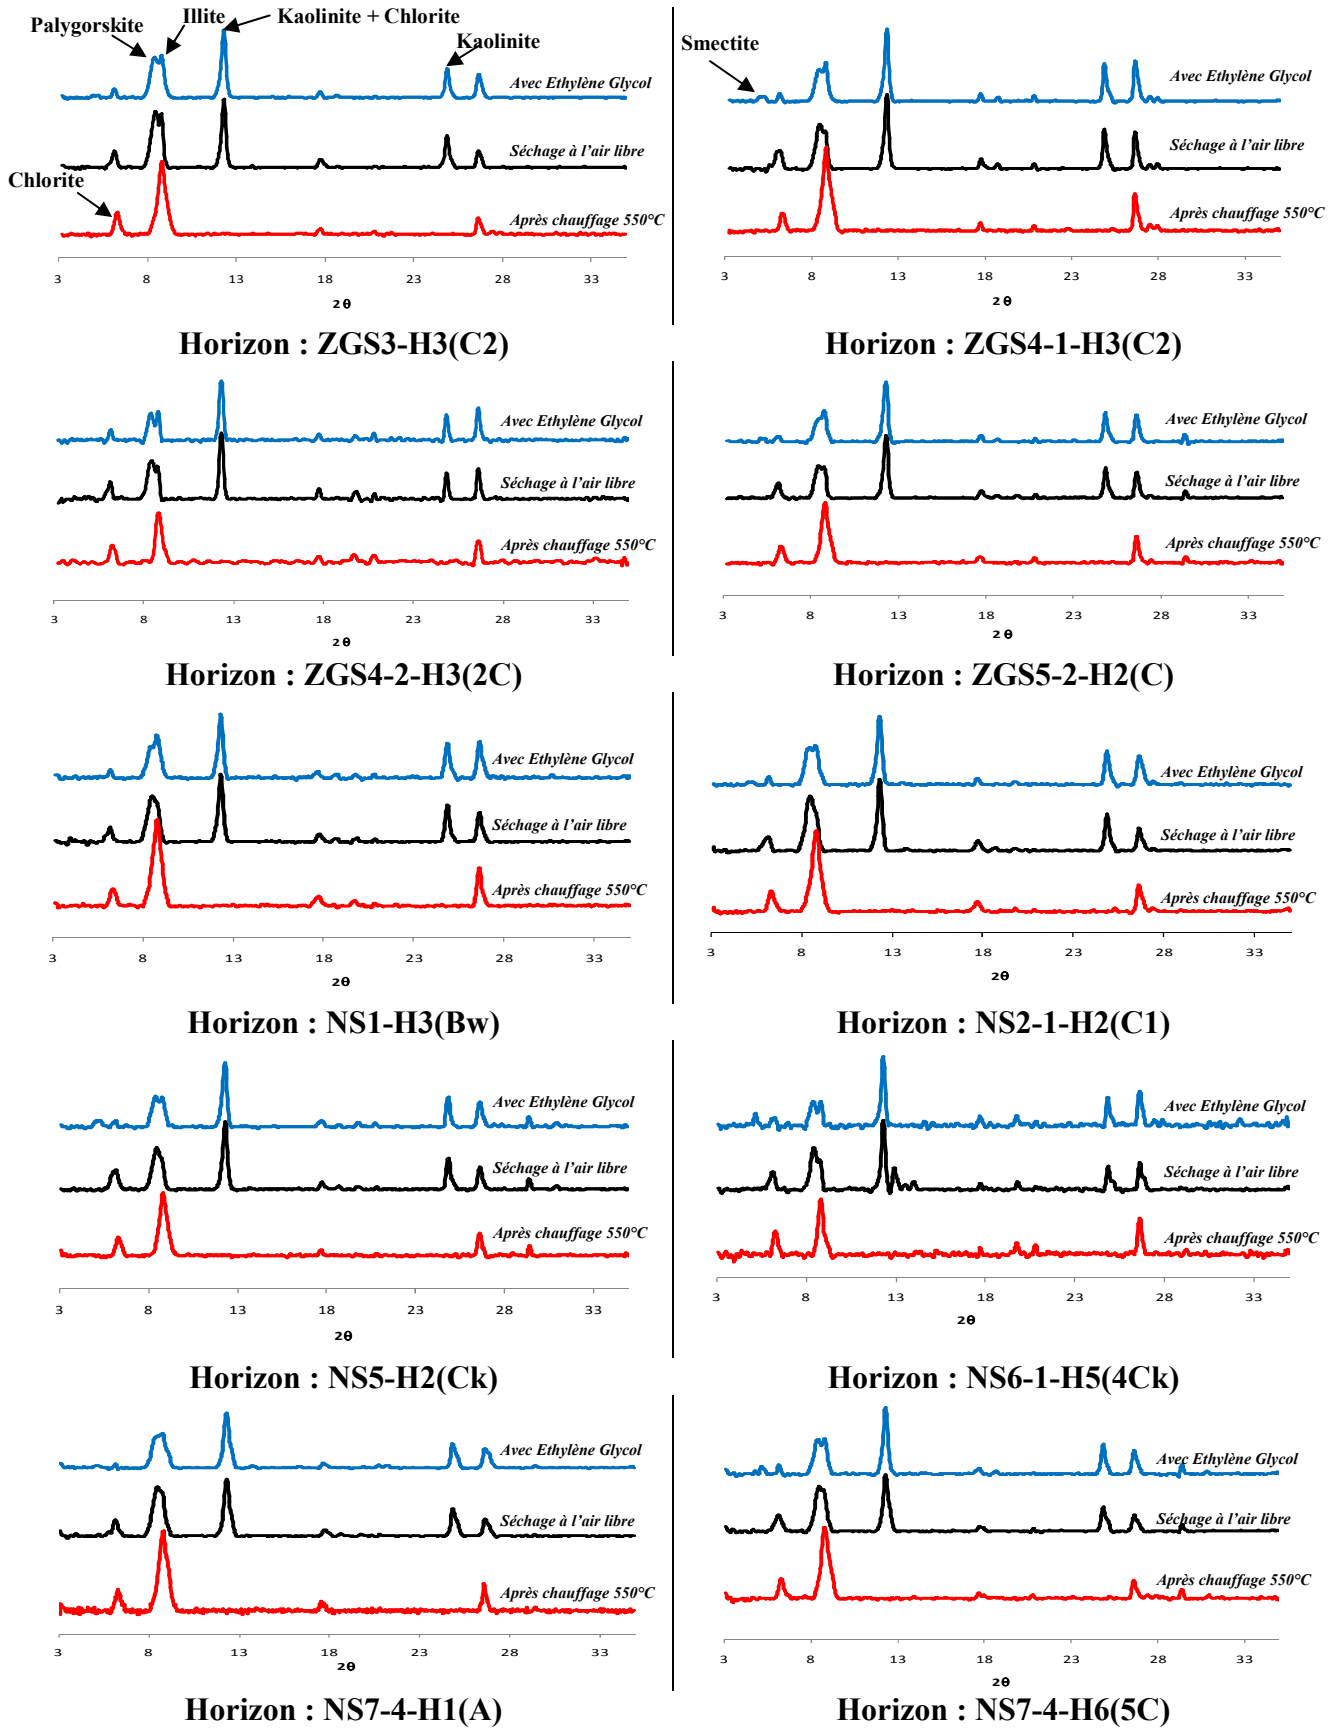 Palygorskite Illite Kaolinite + Chlorite
Kaolinite
Avec Ethylène Glycol
Séchage à l’air libre
Chlorite
Après chauffage 550°C
3 8 13 18 23 28 33
2θ
Horizon : ZGS3-H3(C2)
Smectite
Avec Ethylène Glycol
Séchage à l’air libre
Après chauffage 550°C
3 8 13 18 23 28 33
2θ
Horizon : ZGS4-1-H3(C2)
Avec Ethylène Glycol
Séchage à l’air libre
Après chauffage 550°C
3 8 13 18 23 28 33
2θ
Horizon : ZGS4-2-H3(2C)
Avec Ethylène Glycol
Séchage à l’air libre
Après chauffage 550°C
3 8 13 18 23 28 33
2θ
Horizon : ZGS5-2-H2(C)
Avec Ethylène Glycol
Séchage à l’air libre
Après chauffage 550°C
3 8 13 18 23 28 33
2θ
Horizon : NS1-H3(Bw)
Avec Ethylène Glycol
Séchage à l’air libre
Après chauffage 550°C
3 8 13 18 23 28 33
2θ
Horizon : NS2-1-H2(C1)
Avec Ethylène Glycol
Séchage à l’air libre
Après chauffage 550°C
3 8 13 18 23 28 33
2θ
Horizon : NS5-H2(Ck)
Avec Ethylène Glycol
Séchage à l’air libre
Après chauffage 550°C
3 8 13 18 23 28 33
2θ
Horizon : NS6-1-H5(4Ck)
Avec Ethylène Glycol
Séchage à l’air libre
Après chauffage 550°C
3 8 13 18 23 28 33
2θ
Horizon : NS7-4-H1(A)
Avec Ethylène Glycol
Séchage à l’air libre
Après chauffage 550°C
3 8 13 18 23 28 33
2θ
Horizon : NS7-4-H6(5C)